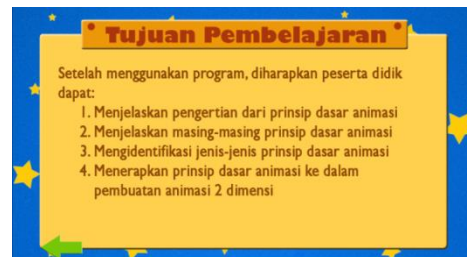 Tujuan Pembelajaran
Setelah menggunakan program, diharapkan peserta didik
dapat:
1. Menjelaskan pengertian dari prinsip dasar animasi
2. Menjelaskan masing-masing prinsip dasar animasi
3. Mengidentifikasi jenis-jenis prinsip dasar animasi
4. Menerapkan prinsip dasar animasi ke dalam
pembuatan animasi 2 dimensi